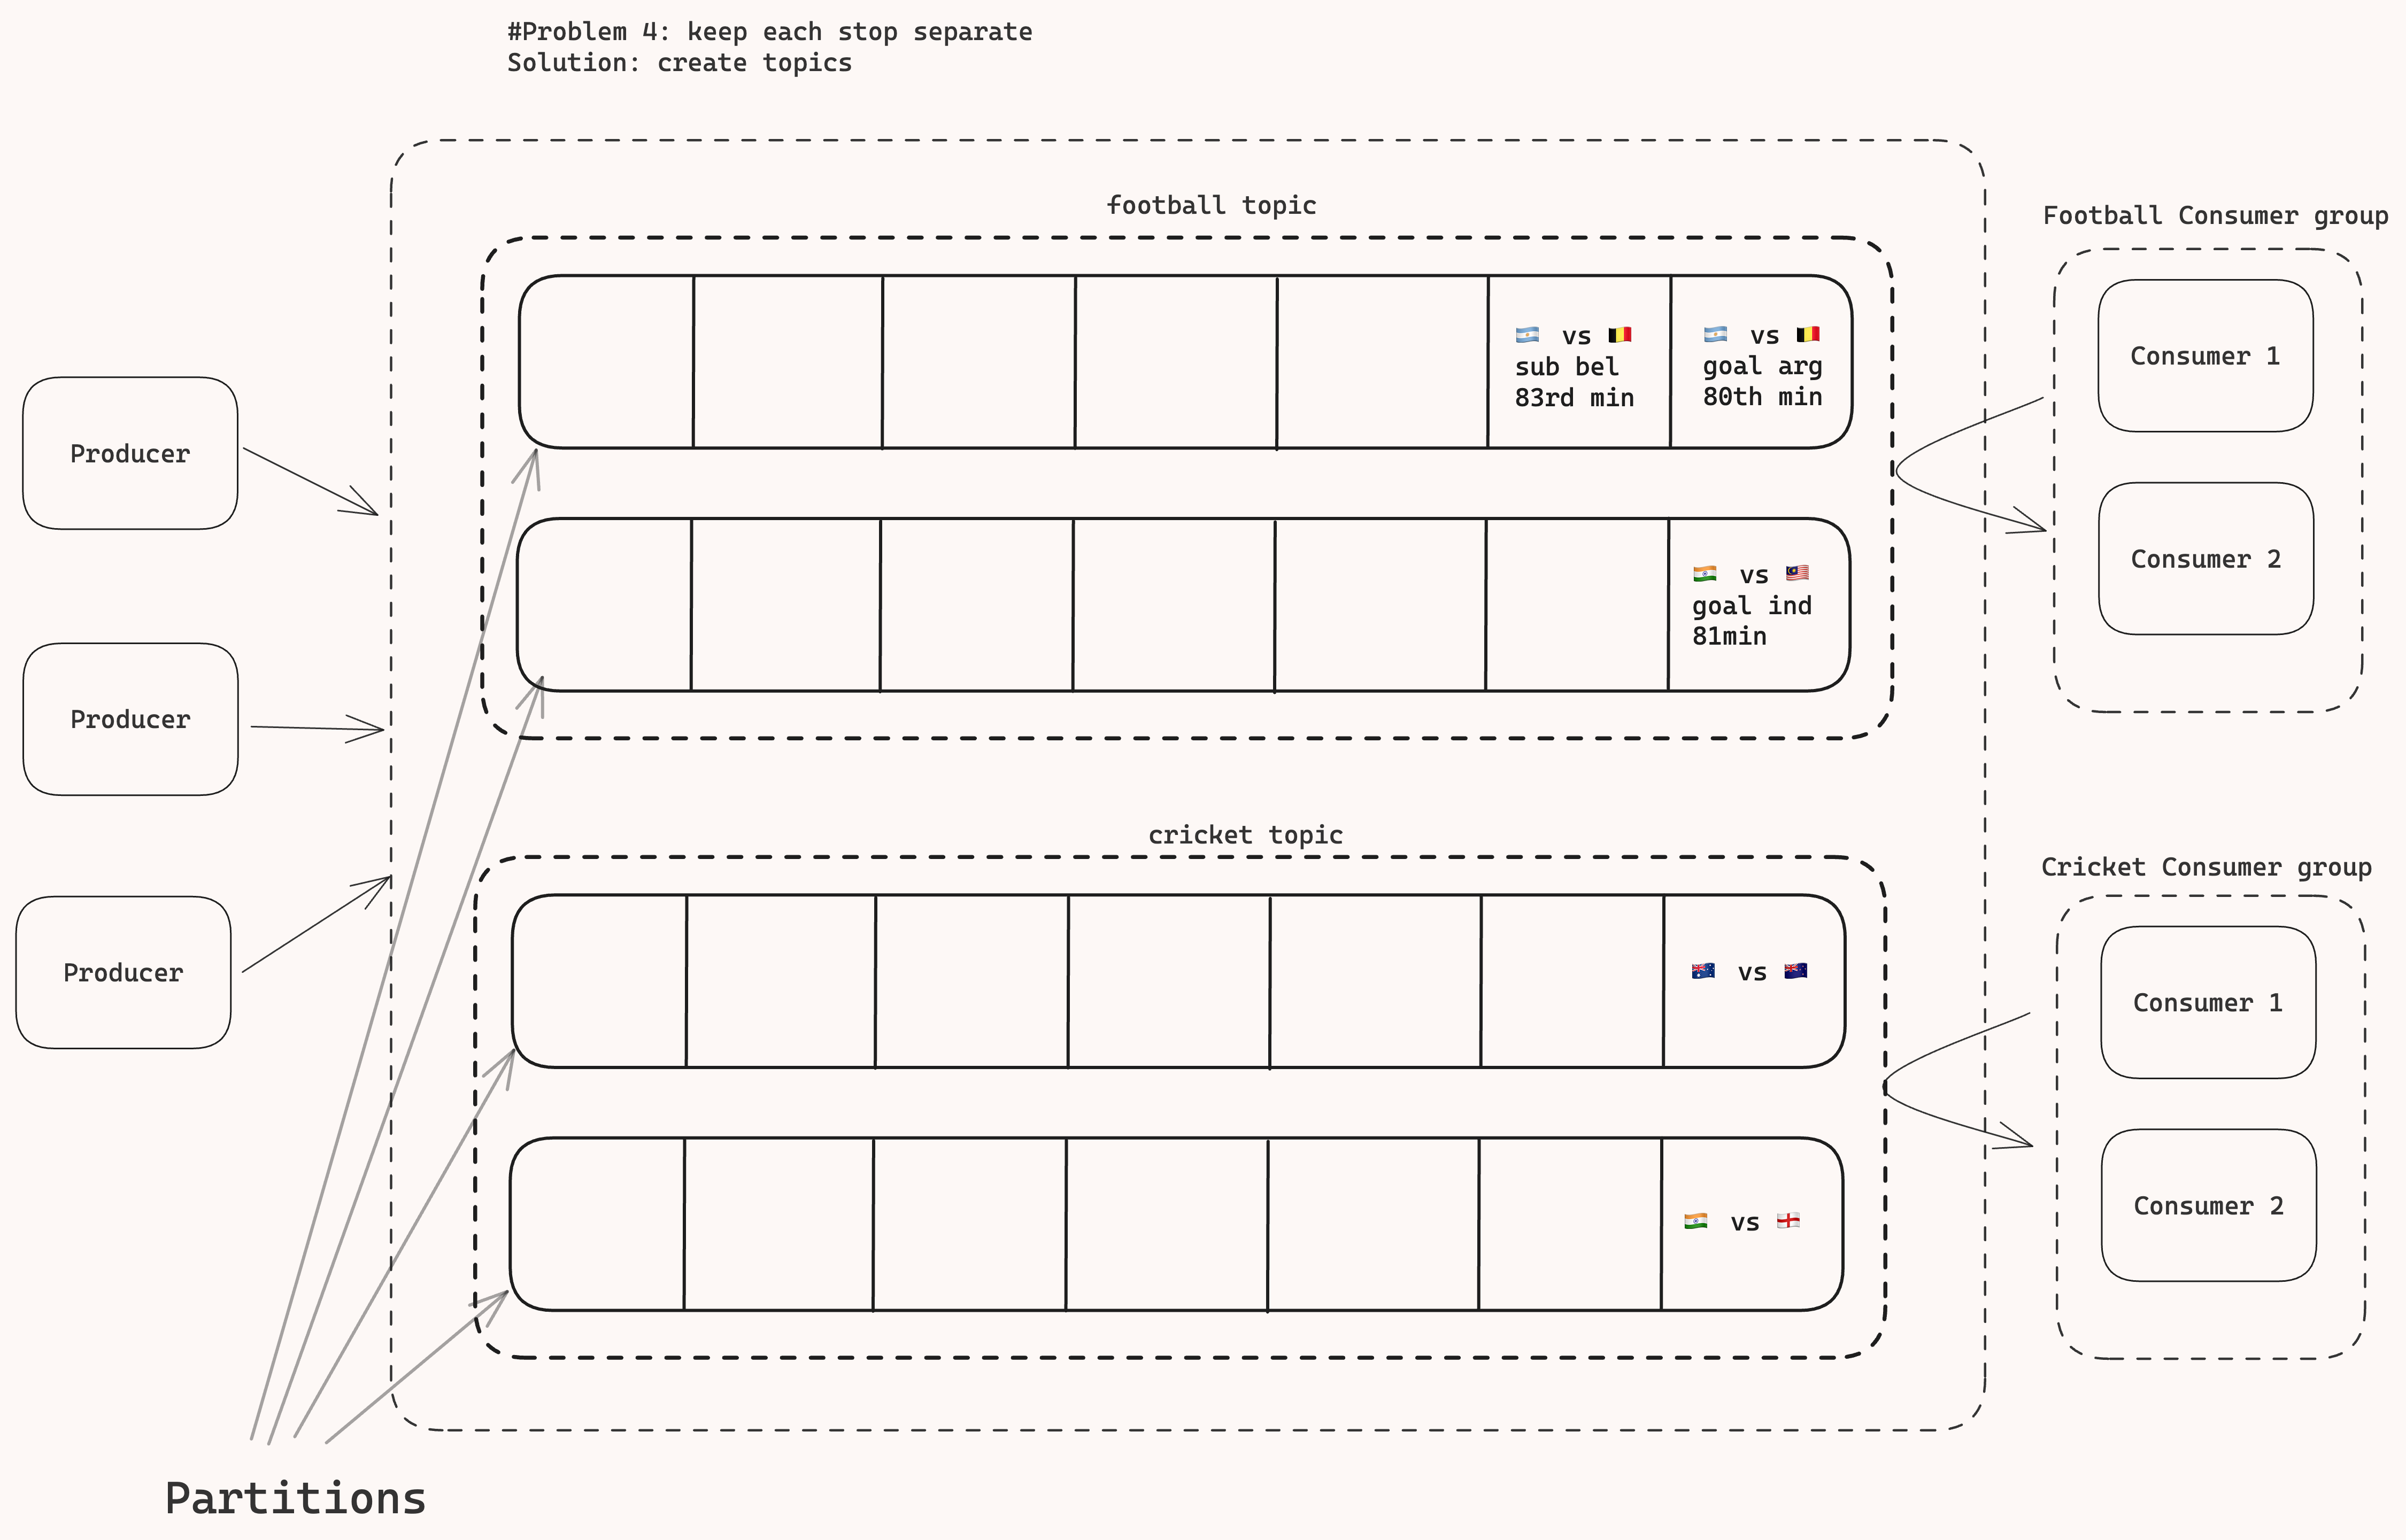 #Problem 4: keep each stop separate
Solution: create topics
football topic
Football Consumer group
🇦🇷 vs 🇧🇪
sub bel
83rd min
🇦🇷 vs 🇧🇪
goal arg
80th min
Consumer 1
Producer
Consumer 2
🇮🇳 vs 🇲🇾
goal ind
81min
Producer
cricket topic
Cricket Consumer group
Producer
🇦🇺 vs 🇳🇿
Consumer 1
🇮🇳 vs 🏴󠁧󠁢󠁥󠁮󠁧󠁿
Consumer 2
Partitions